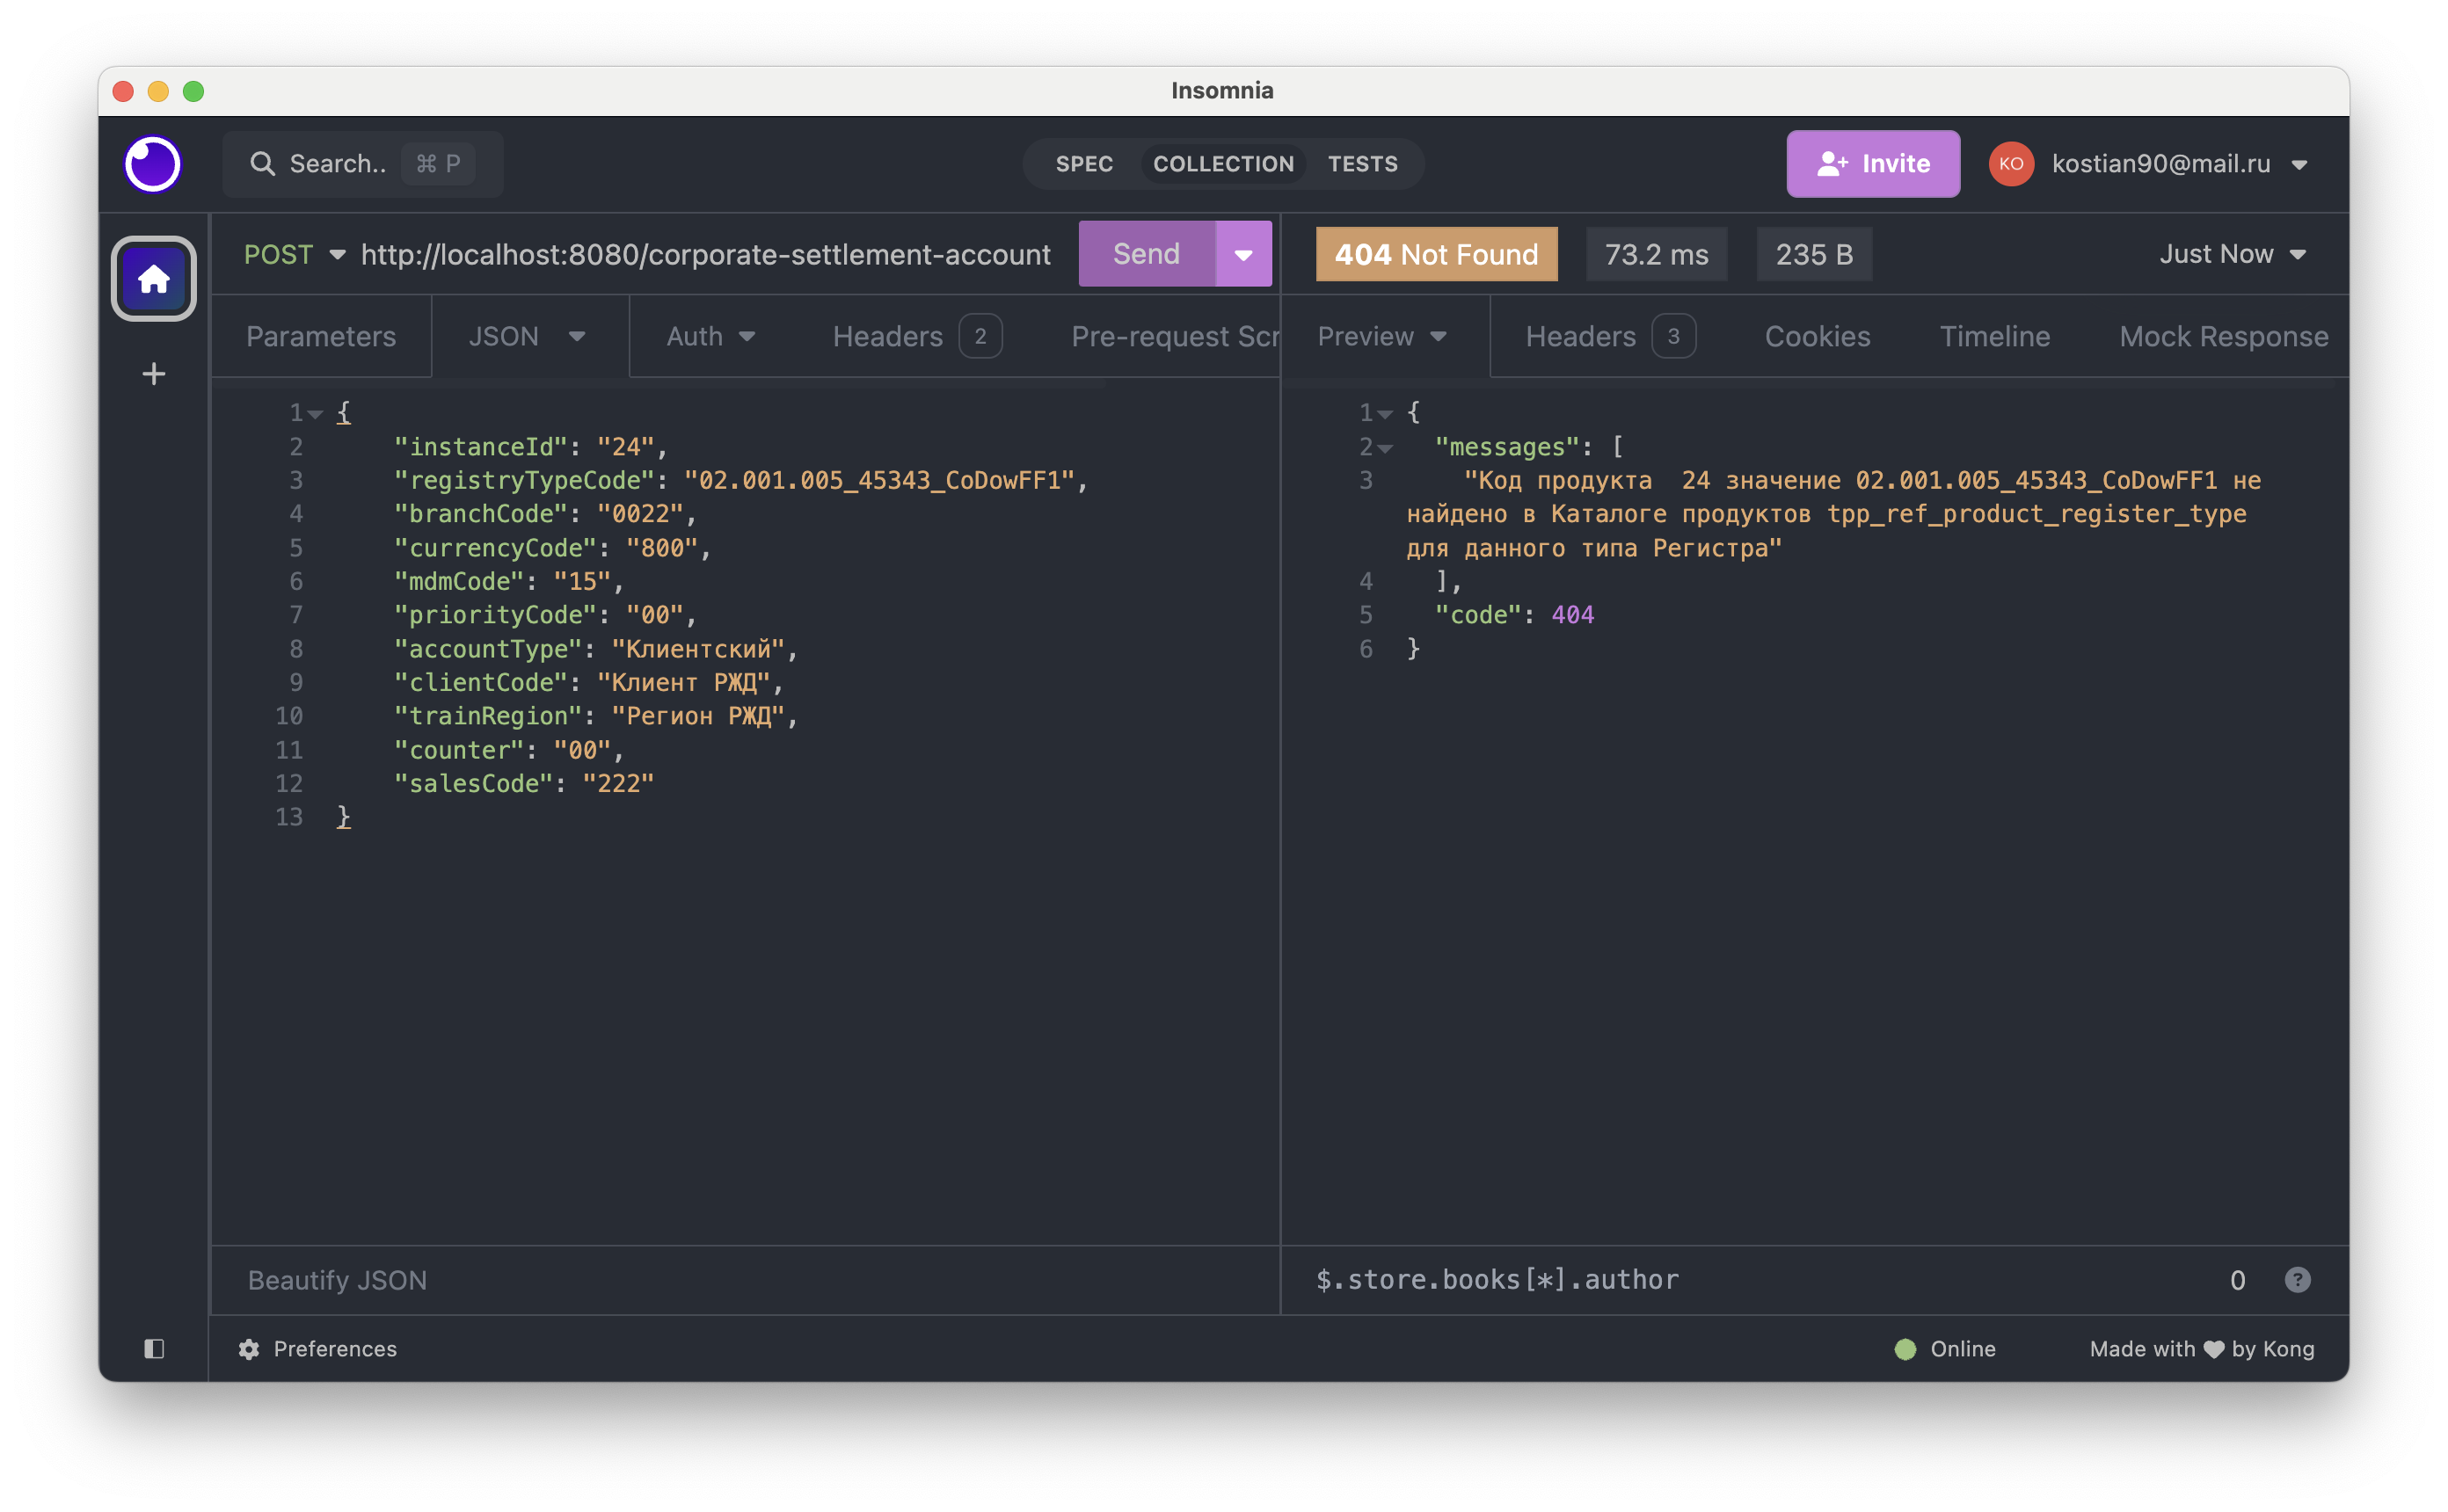 Insomnia
Search.. ⌘ P
SPEC COLLECTION TESTS
Invite
KO kostian90@mail.ru
POST http://localhost:8080/corporate-settlement-account Send
404 Not Found 73.2 ms 235 B Just Now
Parameters JSON Auth Headers 2 Pre-request Scr
Preview Headers 3 Cookies Timeline Mock Response
1 {
2 "instanceId": "24",
3 "registryTypeCode": "02.001.005_45343_CoDowFF1",
4 "branchCode": "0022",
5 "currencyCode": "800",
6 "mdmCode": "15",
7 "priorityCode": "00",
8 "accountType": "Клиентский",
9 "clientCode": "Клиент РЖД",
10 "trainRegion": "Регион РЖД",
11 "counter": "00",
12 "salesCode": "222"
13 }
1 {
2 "messages": [
3 "Код продукта  24 значение 02.001.005_45343_CoDowFF1 не
найдено в Каталоге продуктов tpp_ref_product_register_type
для данного типа Регистра"
4 ],
5 "code": 404
6 }
Beautify JSON
$.store.books[*].author 0 ?
Preferences
Online
Made with ♥ by Kong